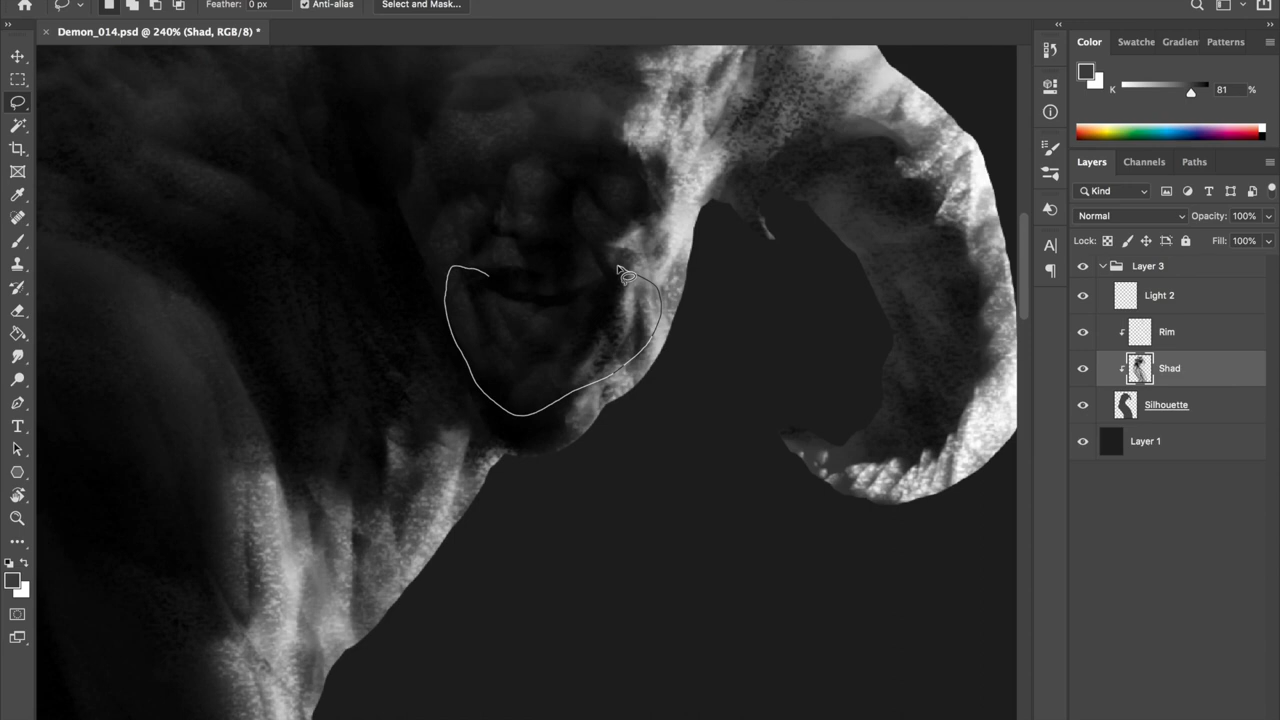 Feather: 0 px Anti-alias Select and Mask...
Demon_014.psd @ 240% (Shad, RGB/8) *
Color Swatche Gradien Patterns
K 81 %
Layers Channels Paths
Kind
Normal Opacity: 100%
Lock: Fill: 100%
Layer 3
Light 2
Rim
Shad
Silhouette
Layer 1